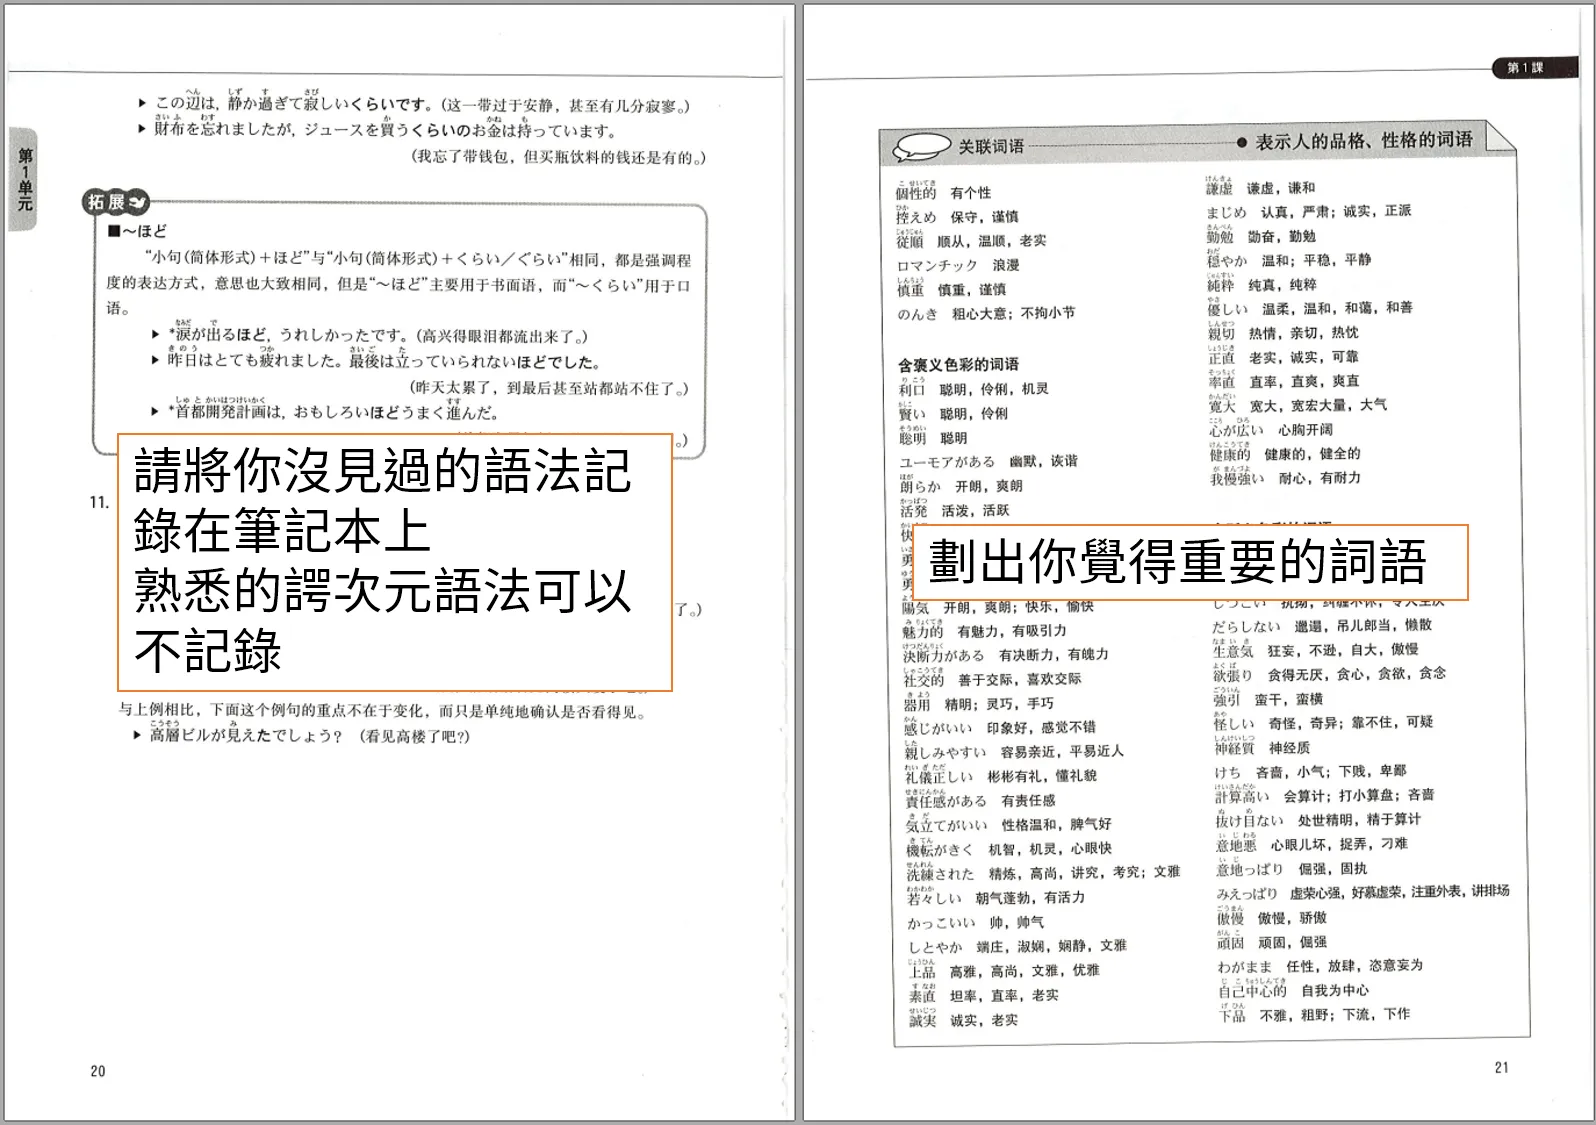 第1单元
▶ この辺は，静か過ぎて寂しいくらいです。(这一带过于安静，甚至有几分寂寥。)
▶ 財布を忘れましたが，ジュースを買うくらいのお金は持っています。
(我忘了带钱包，但买瓶饮料的钱还是有的。)
拓展
■～ほど
“小句(简体形式)＋ほど”与“小句(简体形式)＋くらい／ぐらい”相同，都是强调程
度的表达方式，意思也大致相同，但是“～ほど”主要用于书面语，而“～くらい”用于口
语。
▶ *涙が出るほど，うれしかったです。(高兴得眼泪都流出来了。)
▶ 昨日はとても疲れました。最後は立っていられないほどでした。
(昨天太累了，到最后甚至站都站不住了。)
▶ *首都開発計画は，おもしろいほどうまく進んだ。
。)
請將你沒見過的語法記
錄在筆記本上
熟悉的諤次元語法可以
不記錄
11.
了。)
与上例相比，下面这个例句的重点不在于变化，而只是单纯地确认是否看得见。
▶ 高層ビルが見えたでしょう？ (看见高楼了吧？)
20
第1課
关联词语 ● 表示人的品格、性格的词语
個性的 有个性
控えめ 保守，谨慎
従順 顺从，温顺，老实
ロマンチック 浪漫
慎重 慎重，谨慎
のんき 粗心大意；不拘小节
含褒义色彩的词语
利口 聪明，伶俐，机灵
賢い 聪明，伶俐
聡明 聪明
ユーモアがある 幽默，诙谐
朗らか 开朗，爽朗
活発 活泼，活跃
快
勇
勇
陽気 开朗，爽朗；快乐，愉快
魅力的 有魅力，有吸引力
決断力がある 有决断力，有魄力
社交的 善于交际，喜欢交际
器用 精明；灵巧，手巧
感じがいい 印象好，感觉不错
親しみやすい 容易亲近，平易近人
礼儀正しい 彬彬有礼，懂礼貌
責任感がある 有责任感
気立てがいい 性格温和，脾气好
機転がきく 机智，机灵，心眼快
洗練された 精炼，高尚，讲究，考究；文雅
若々しい 朝气蓬勃，有活力
かっこいい 帅，帅气
しとやか 端庄，淑娴，娴静，文雅
上品 高雅，高尚，文雅，优雅
素直 坦率，直率，老实
誠実 诚实，老实
謙虚 谦虚，谦和
まじめ 认真，严肃；诚实，正派
勤勉 勤奋，勤勉
穏やか 温和；平稳，平静
純粋 纯真，纯粹
優しい 温柔，温和，和蔼，和善
親切 热情，亲切，热忱
正直 老实，诚实，可靠
率直 直率，直爽，爽直
寛大 宽大，宽宏大量，大气
心が広い 心胸开阔
健康的 健康的，健全的
我慢強い 耐心，有耐力
劃出你覺得重要的詞語
しつこい 执拗，纠缠不休，令人生厌
だらしない 邋遢，吊儿郎当，懒散
生意気 狂妄，不逊，自大，傲慢
欲張り 贪得无厌，贪心，贪欲，贪念
強引 蛮干，蛮横
怪しい 奇怪，奇异；靠不住，可疑
神経質 神经质
けち 吝啬，小气；下贱，卑鄙
計算高い 会算计；打小算盘；吝啬
抜け目ない 处世精明，精于算计
意地悪 心眼儿坏，捉弄，刁难
意地っぱり 倔强，固执
みえっぱり 虚荣心强，好慕虚荣，注重外表，讲排场
傲慢 傲慢，骄傲
頑固 顽固，倔强
わがまま 任性，放肆，恣意妄为
自己中心的 自我为中心
下品 不雅，粗野；下流，下作
21